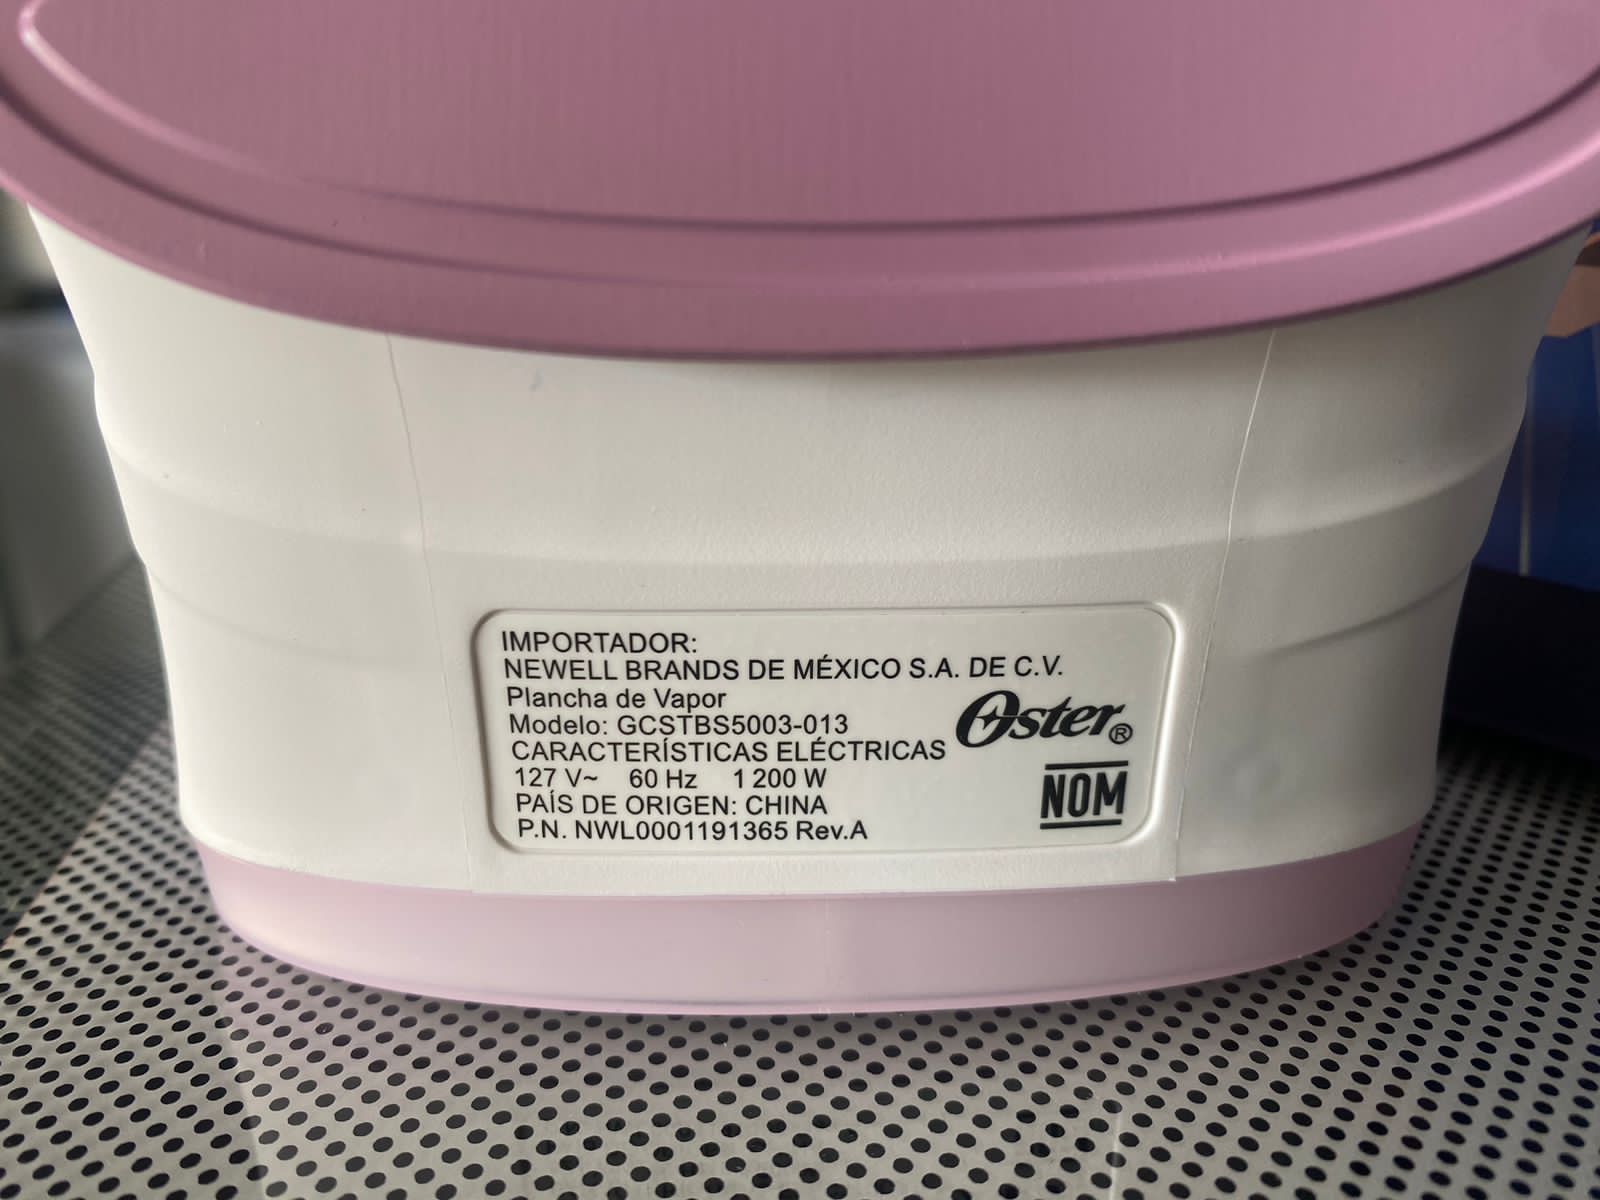 IMPORTADOR:
NEWELL BRANDS DE MÉXICO S.A. DE C.V.
Plancha de Vapor
Modelo: GCSTBS5003-013
CARACTERÍSTICAS ELÉCTRICAS
127 V~ 60 Hz 1 200 W
PAÍS DE ORIGEN: CHINA
P.N. NWL0001191365 Rev.A
Oster®
NOM